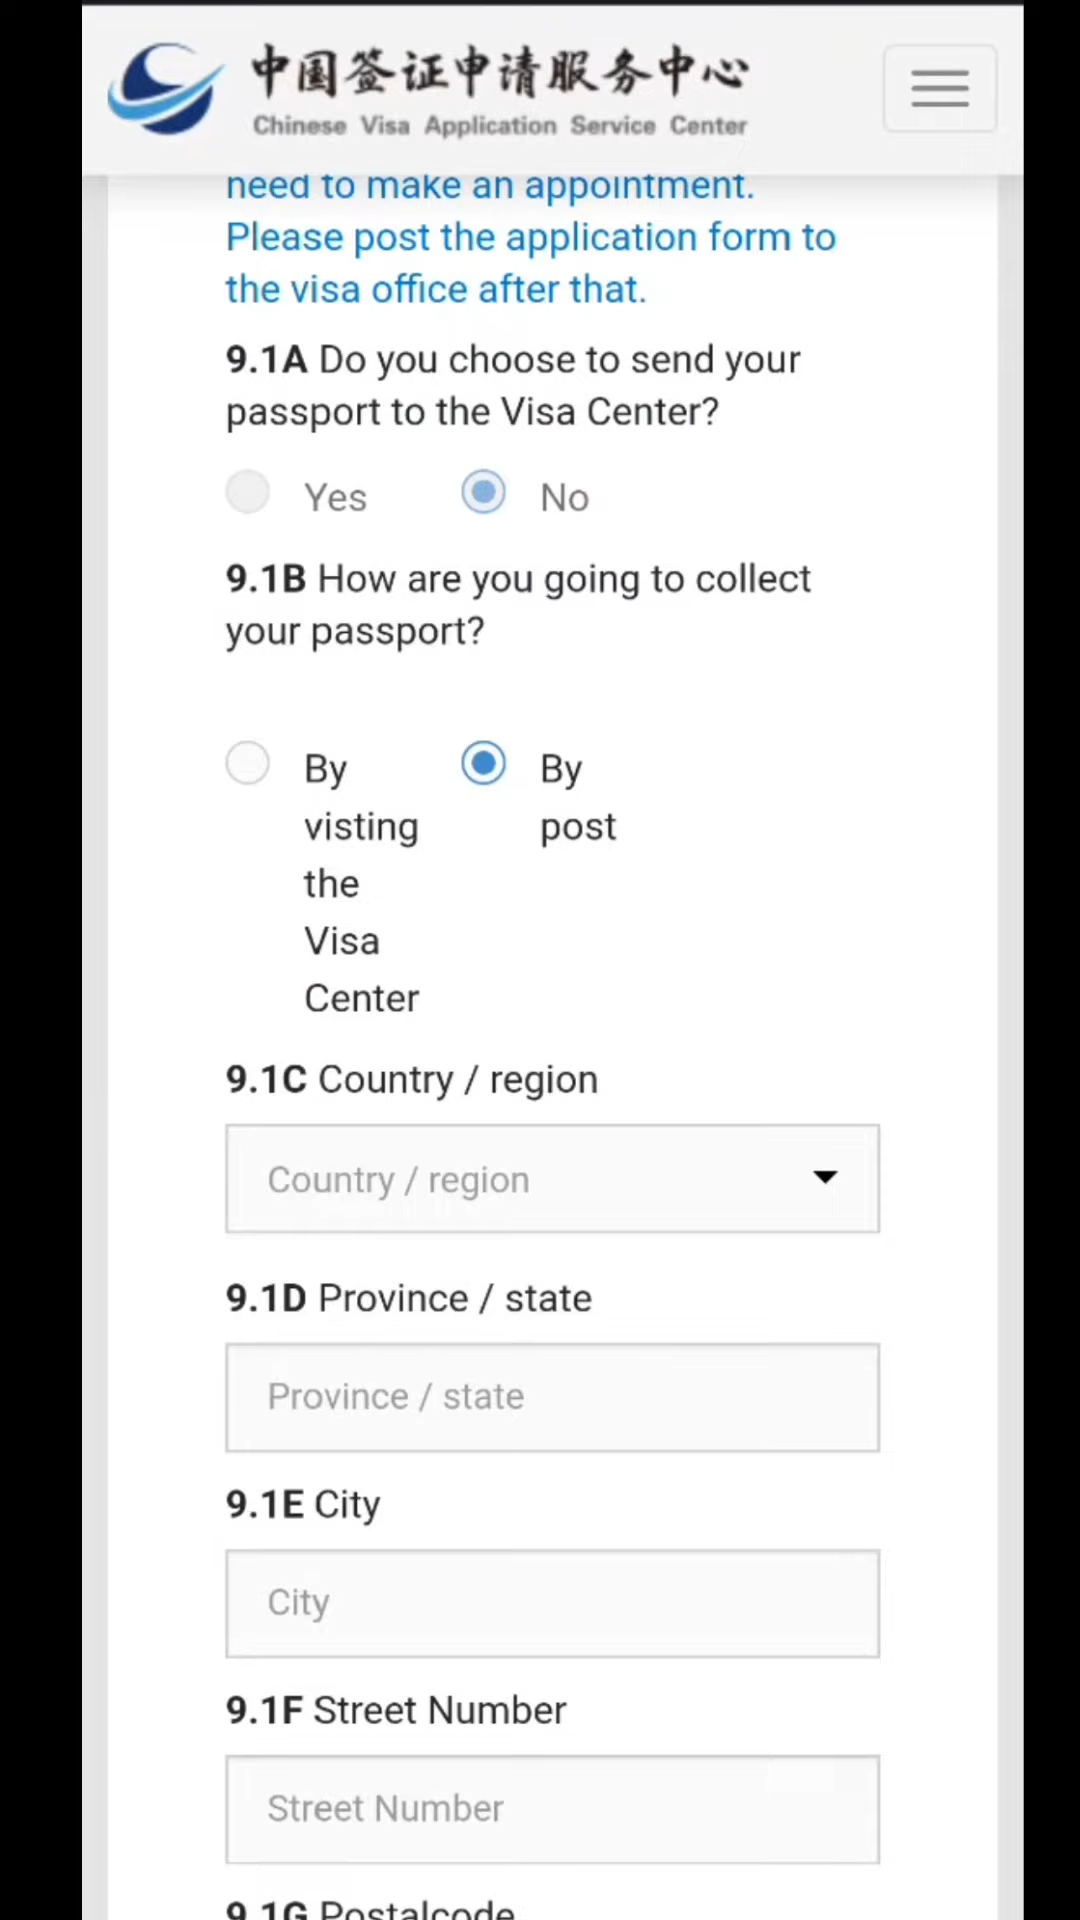 中国签证申请服务中心
Chinese Visa Application Service Center
need to make an appointment.
Please post the application form to
the visa office after that.
9.1A Do you choose to send your
passport to the Visa Center?
Yes No
9.1B How are you going to collect
your passport?
By visting the Visa Center
By post
9.1C Country / region
Country / region
9.1D Province / state
Province / state
9.1E City
City
9.1F Street Number
Street Number
9.1G Postalcode